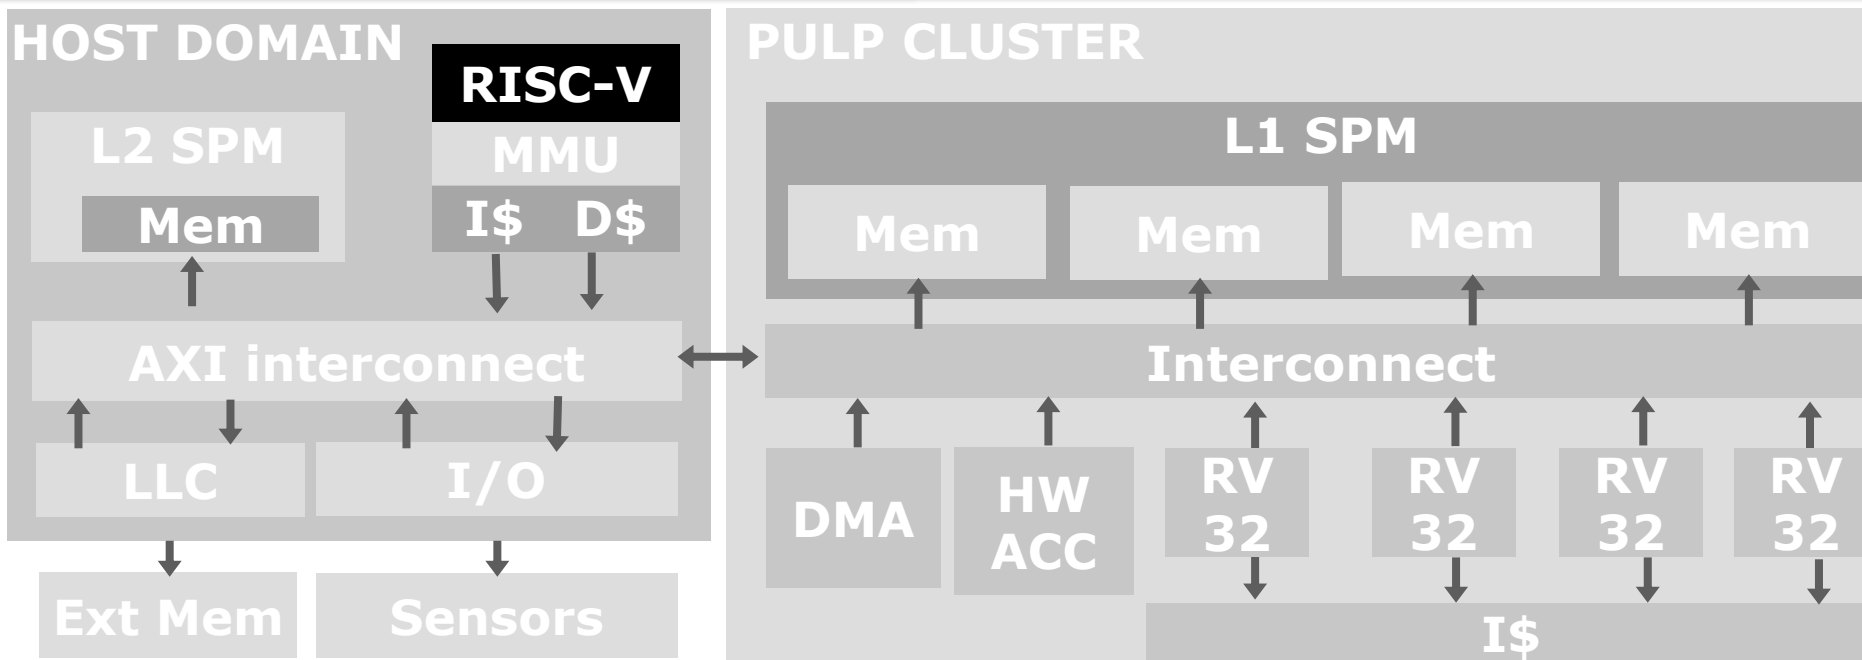 HOST DOMAIN
RISC-V
MMU
I$ D$
L2 SPM
Mem
AXI interconnect
LLC
I/O
Ext Mem
Sensors
PULP CLUSTER
L1 SPM
Mem
Mem
Mem
Mem
Interconnect
DMA
HW
ACC
RV
32
RV
32
RV
32
RV
32
I$